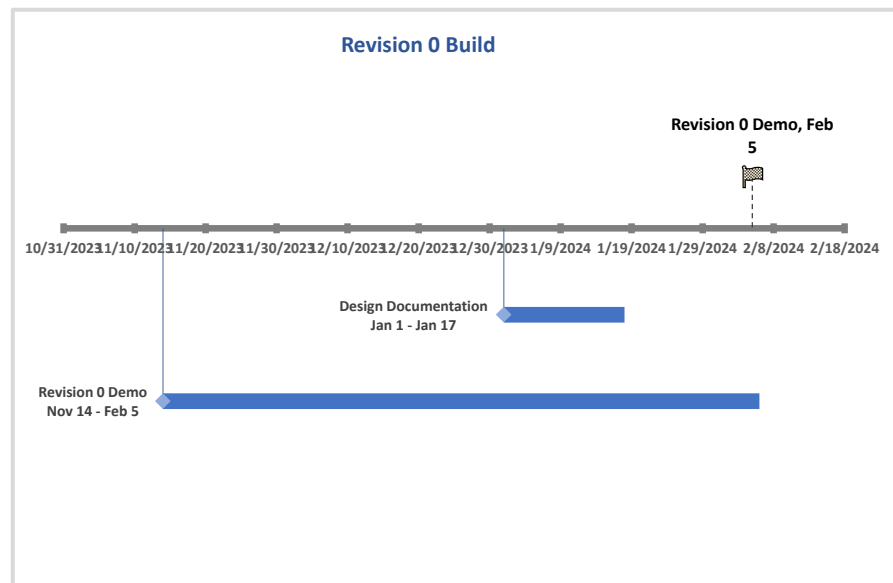 Revision 0 Build
Revision 0 Demo, Feb
5
10/31/2023 11/10/2023 11/20/2023 11/30/2023 12/10/2023 12/20/2023 12/30/2023 1/9/2024 1/19/2024 1/29/2024 2/8/2024 2/18/2024
Design Documentation
Jan 1 - Jan 17
Revision 0 Demo
Nov 14 - Feb 5